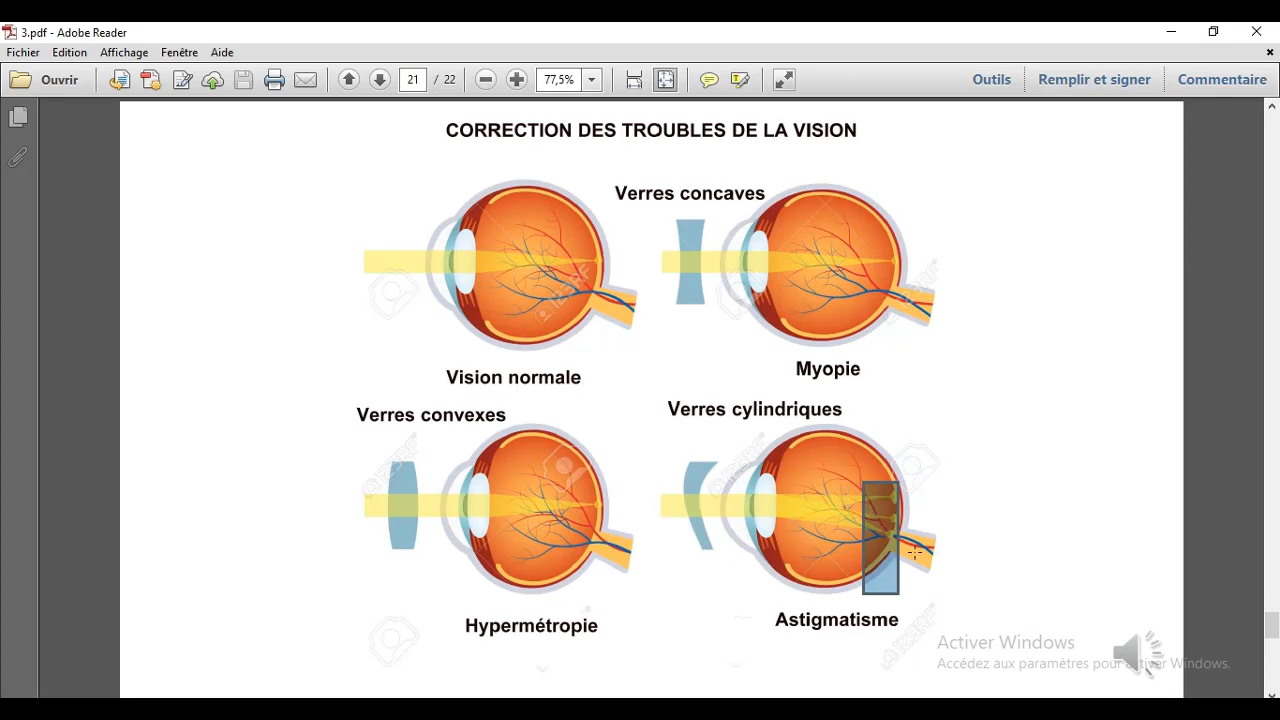 3.pdf - Adobe Reader
Fichier Edition Affichage Fenêtre Aide
Ouvrir 21 / 22 77,5% Outils Remplir et signer Commentaire
CORRECTION DES TROUBLES DE LA VISION
Verres concaves
Vision normale
Myopie
Verres convexes
Verres cylindriques
Hypermétropie
Astigmatisme
Activer Windows
Accédez aux paramètres pour activer Windows.